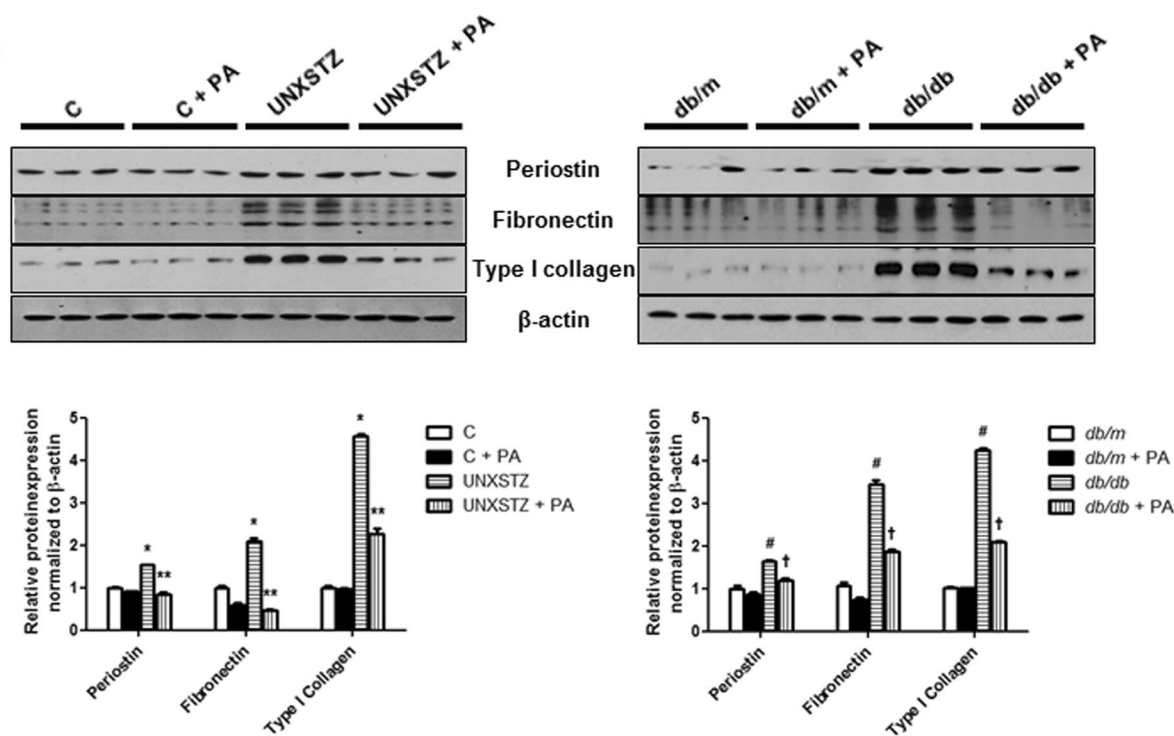 C
C + PA
UNXSTZ
UNXSTZ + PA
db/m
db/m + PA
db/db
db/db + PA
Periostin
Fibronectin
Type I collagen
β-actin
Relative proteinexpression
normalized to β-actin
5
4
3
2
1
0
*
**
*
**
*
**
Periostin
Fibronectin
Type I Collagen
C
C + PA
UNXSTZ
UNXSTZ + PA
Relative proteinexpression
normalized to β-actin
5
4
3
2
1
0
#
†
#
†
#
†
Periostin
Fibronectin
Type I Collagen
db/m
db/m + PA
db/db
db/db + PA